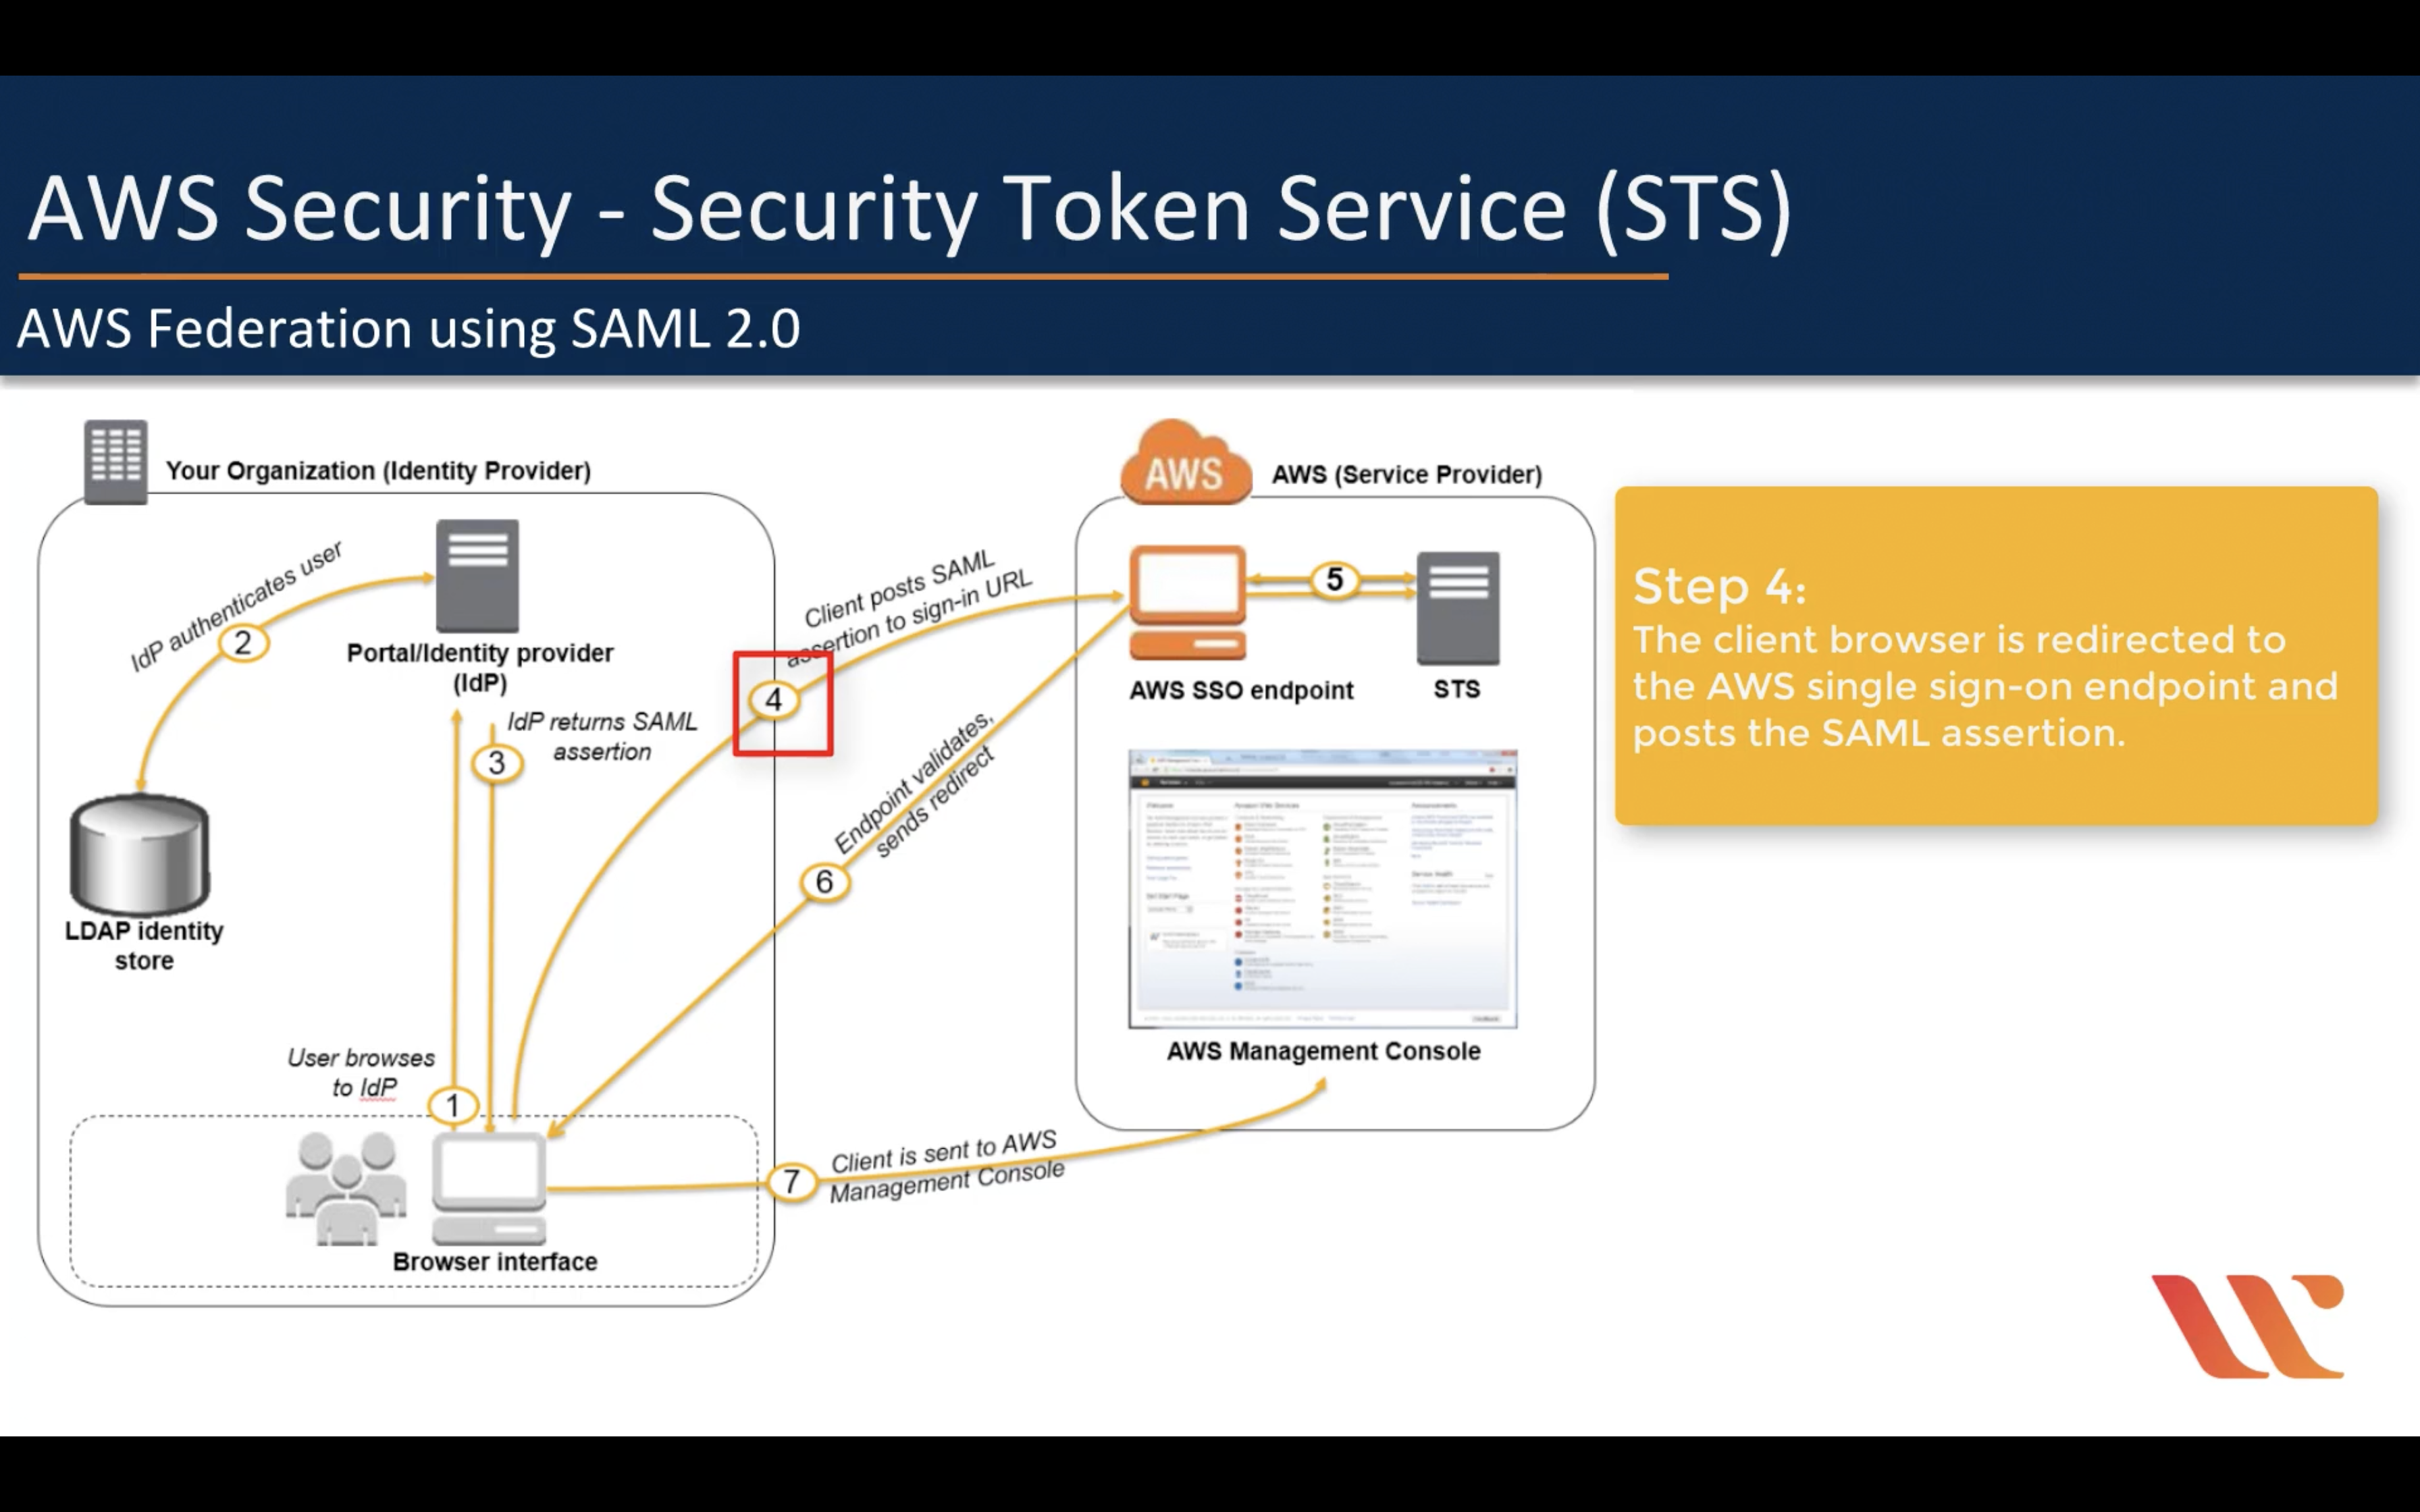 AWS Security - Security Token Service (STS)
AWS Federation using SAML 2.0
Your Organization (Identity Provider)
IdP authenticates user
2
Portal/Identity provider
(IdP)
IdP returns SAML
assertion
3
LDAP identity
store
User browses
to IdP
1
Browser interface
Client posts SAML
assertion to sign-in URL
4
Endpoint validates,
sends redirect
6
Client is sent to AWS
Management Console
7
AWS
AWS (Service Provider)
5
AWS SSO endpoint
STS
AWS Management Console
Step 4:
The client browser is redirected to
the AWS single sign-on endpoint and
posts the SAML assertion.